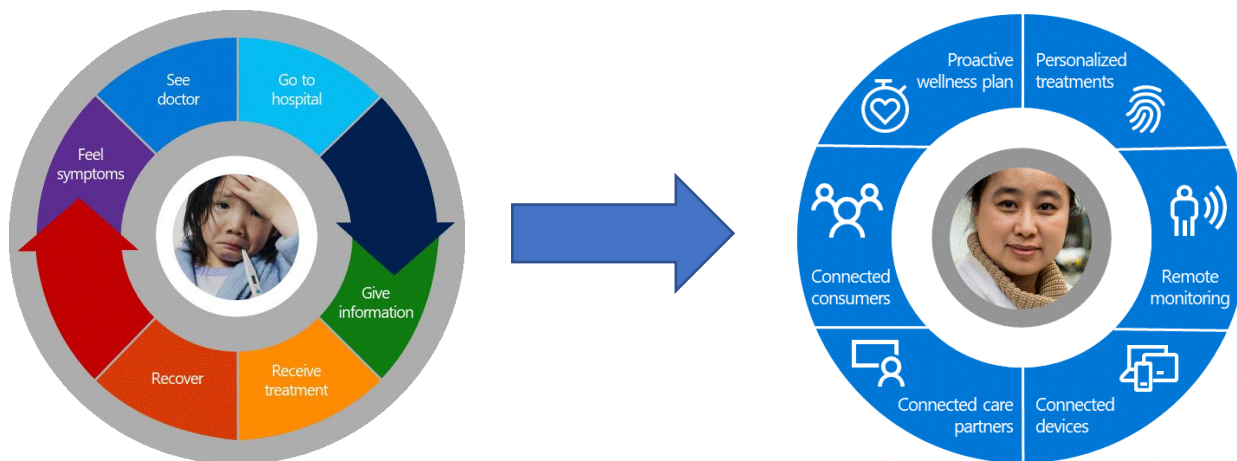 See
doctor
Go to
hospital
Feel
symptoms
Give
information
Recover
Receive
treatment
Proactive
wellness plan
Personalized
treatments
Connected
consumers
Remote
monitoring
Connected care
partners
Connected
devices